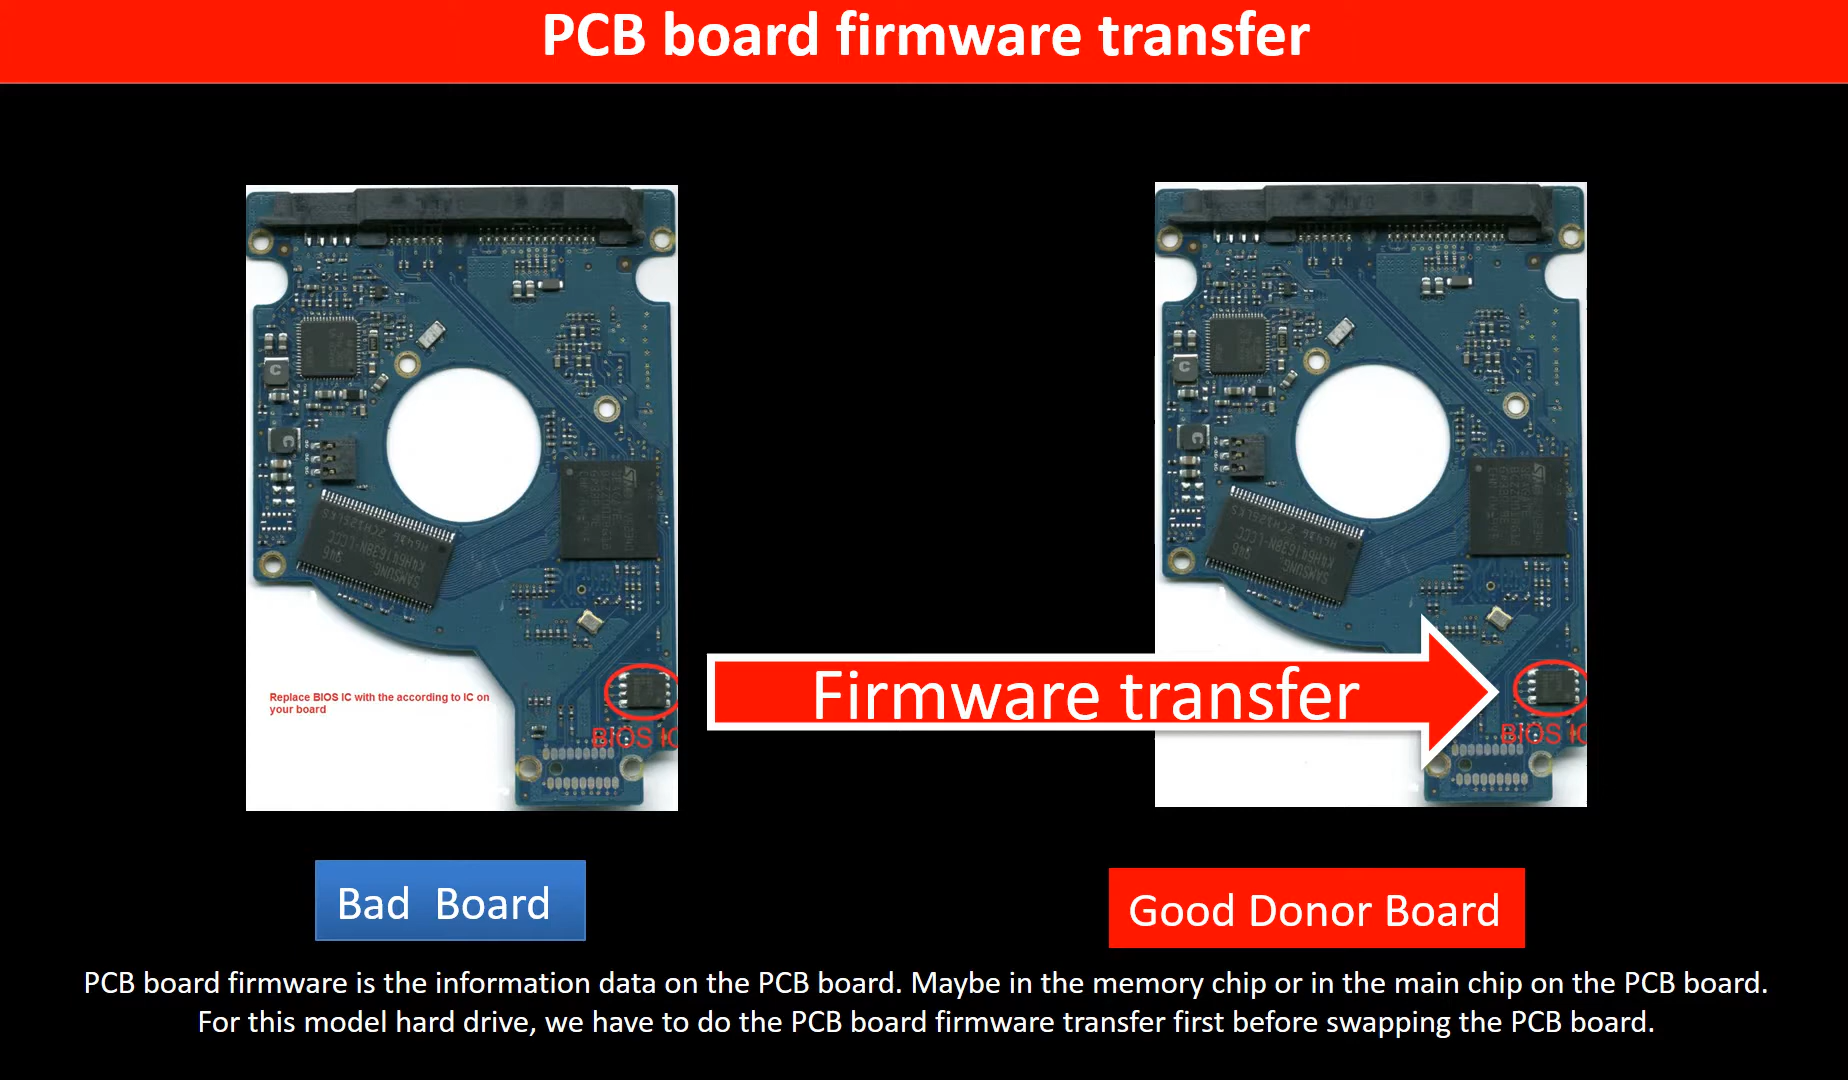 PCB board firmware transfer
SAMSUNG
K4H641638N-LCCC
Replace BIOS IC with the according to IC on
your board
BIOS IC
Firmware transfer
BIOS IC
Bad Board
Good Donor Board
PCB board firmware is the information data on the PCB board. Maybe in the memory chip or in the main chip on the PCB board.
For this model hard drive, we have to do the PCB board firmware transfer first before swapping the PCB board.